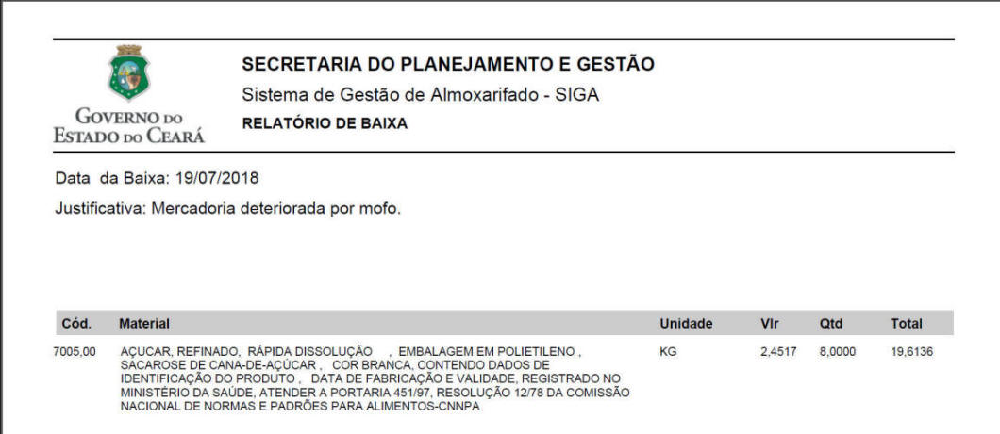 SECRETARIA DO PLANEJAMENTO E GESTÃO
Sistema de Gestão de Almoxarifado - SIGA
RELATÓRIO DE BAIXA
GOVERNO DO
ESTADO DO CEARÁ
Data da Baixa: 19/07/2018
Justificativa: Mercadoria deteriorada por mofo.
Cód. Material Unidade Vlr Qtd Total
7005,00 AÇUCAR, REFINADO, RÁPIDA DISSOLUÇÃO , EMBALAGEM EM POLIETILENO , KG 2,4517 8,0000 19,6136
SACAROSE DE CANA-DE-AÇÚCAR , COR BRANCA, CONTENDO DADOS DE
IDENTIFICAÇÃO DO PRODUTO , DATA DE FABRICAÇÃO E VALIDADE, REGISTRADO NO
MINISTÉRIO DA SAÚDE, ATENDER A PORTARIA 451/97, RESOLUÇÃO 12/78 DA COMISSÃO
NACIONAL DE NORMAS E PADRÕES PARA ALIMENTOS-CNNPA